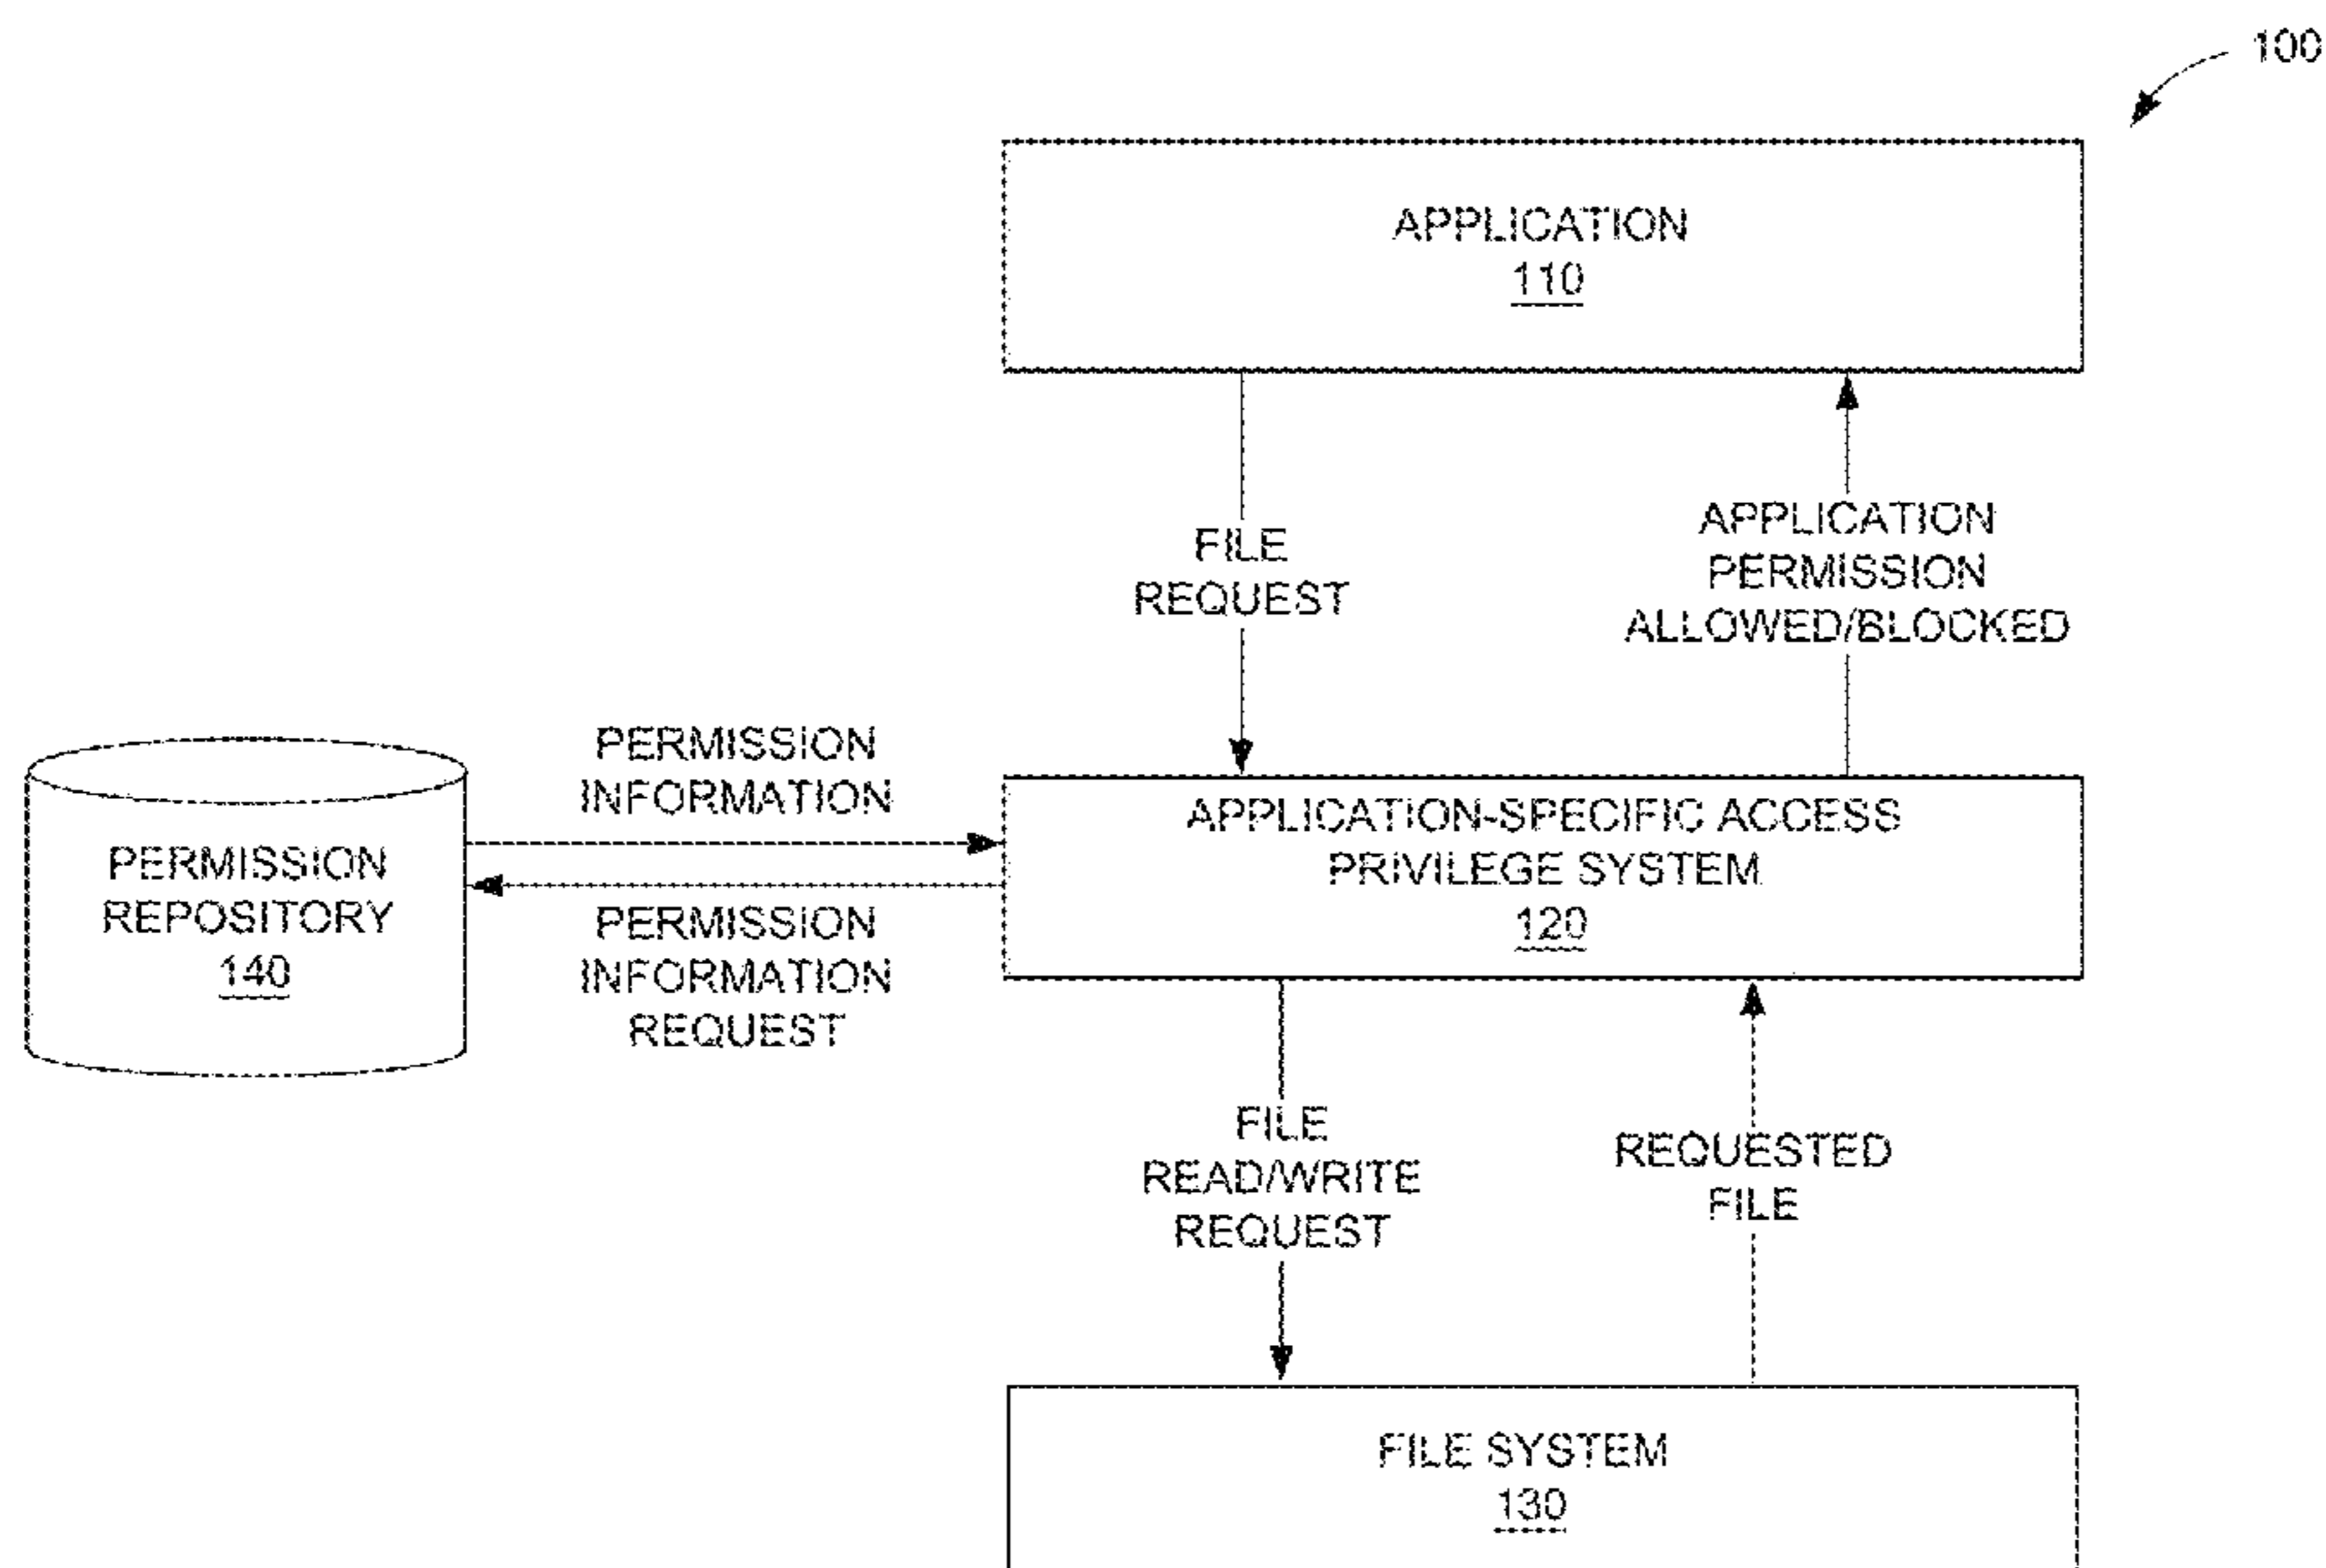 100
APPLICATION
110
FILE
REQUEST
APPLICATION
PERMISSION
ALLOWED/BLOCKED
PERMISSION
INFORMATION
PERMISSION
REPOSITORY
140
PERMISSION
INFORMATION
REQUEST
APPLICATION-SPECIFIC ACCESS
PRIVILEGE SYSTEM
120
FILE
READ/WRITE
REQUEST
REQUESTED
FILE
FILE SYSTEM
130